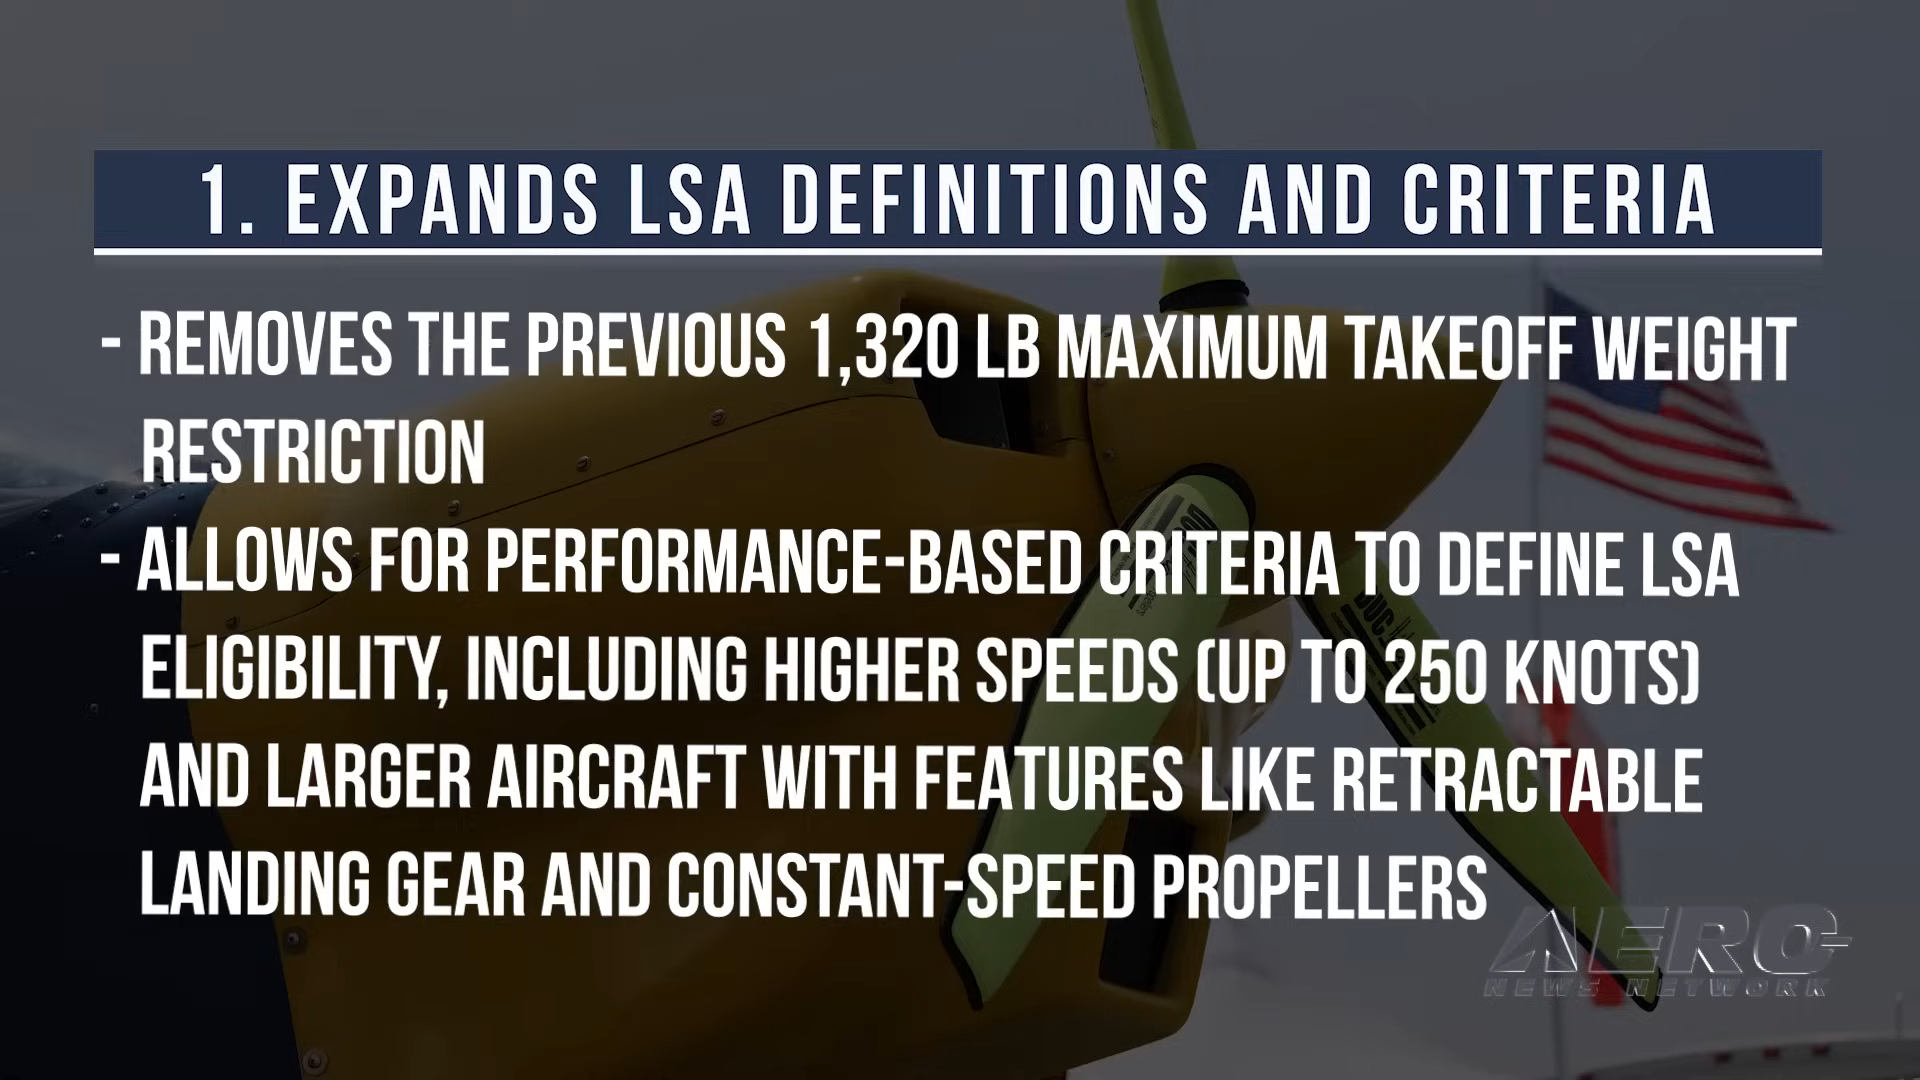 1. EXPANDS LSA DEFINITIONS AND CRITERIA
- REMOVES THE PREVIOUS 1,320 LB MAXIMUM TAKEOFF WEIGHT
RESTRICTION
- ALLOWS FOR PERFORMANCE-BASED CRITERIA TO DEFINE LSA
ELIGIBILITY, INCLUDING HIGHER SPEEDS (UP TO 250 KNOTS)
AND LARGER AIRCRAFT WITH FEATURES LIKE RETRACTABLE
LANDING GEAR AND CONSTANT-SPEED PROPELLERS
AERO-
NEWS NETWORK